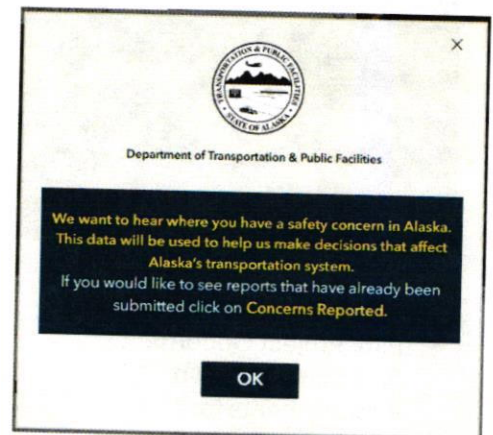 ×
TRANSPORTATION & PUBLIC FACILITIES
STATE OF ALASKA
Department of Transportation & Public Facilities
We want to hear where you have a safety concern in Alaska.
This data will be used to help us make decisions that affect
Alaska's transportation system.
If you would like to see reports that have already been
submitted click on Concerns Reported.
OK